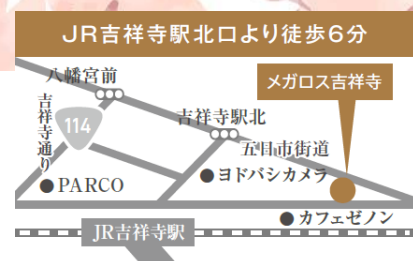 JR吉祥寺駅北口より徒歩6分
八幡宮前
メガロス吉祥寺
吉祥寺通り
114
吉祥寺駅北
五日市街道
●PARCO
●ヨドバシカメラ
●カフェゼノン
JR吉祥寺駅